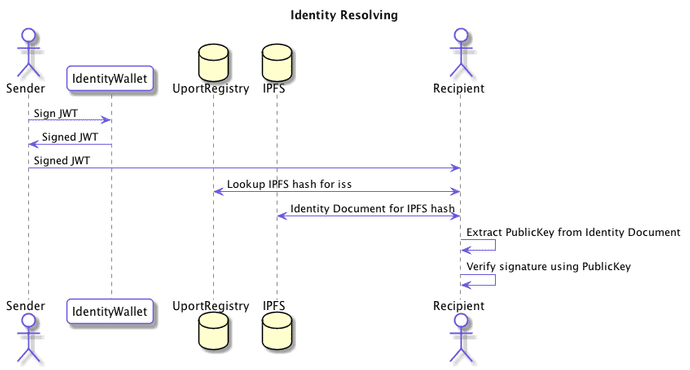 Identity Resolving
Sender
IdentityWallet
UportRegistry
IPFS
Recipient
Sign JWT
Signed JWT
Signed JWT
Lookup IPFS hash for iss
Identity Document for IPFS hash
Extract PublicKey from Identity Document
Verify signature using PublicKey
Sender
IdentityWallet
UportRegistry
IPFS
Recipient